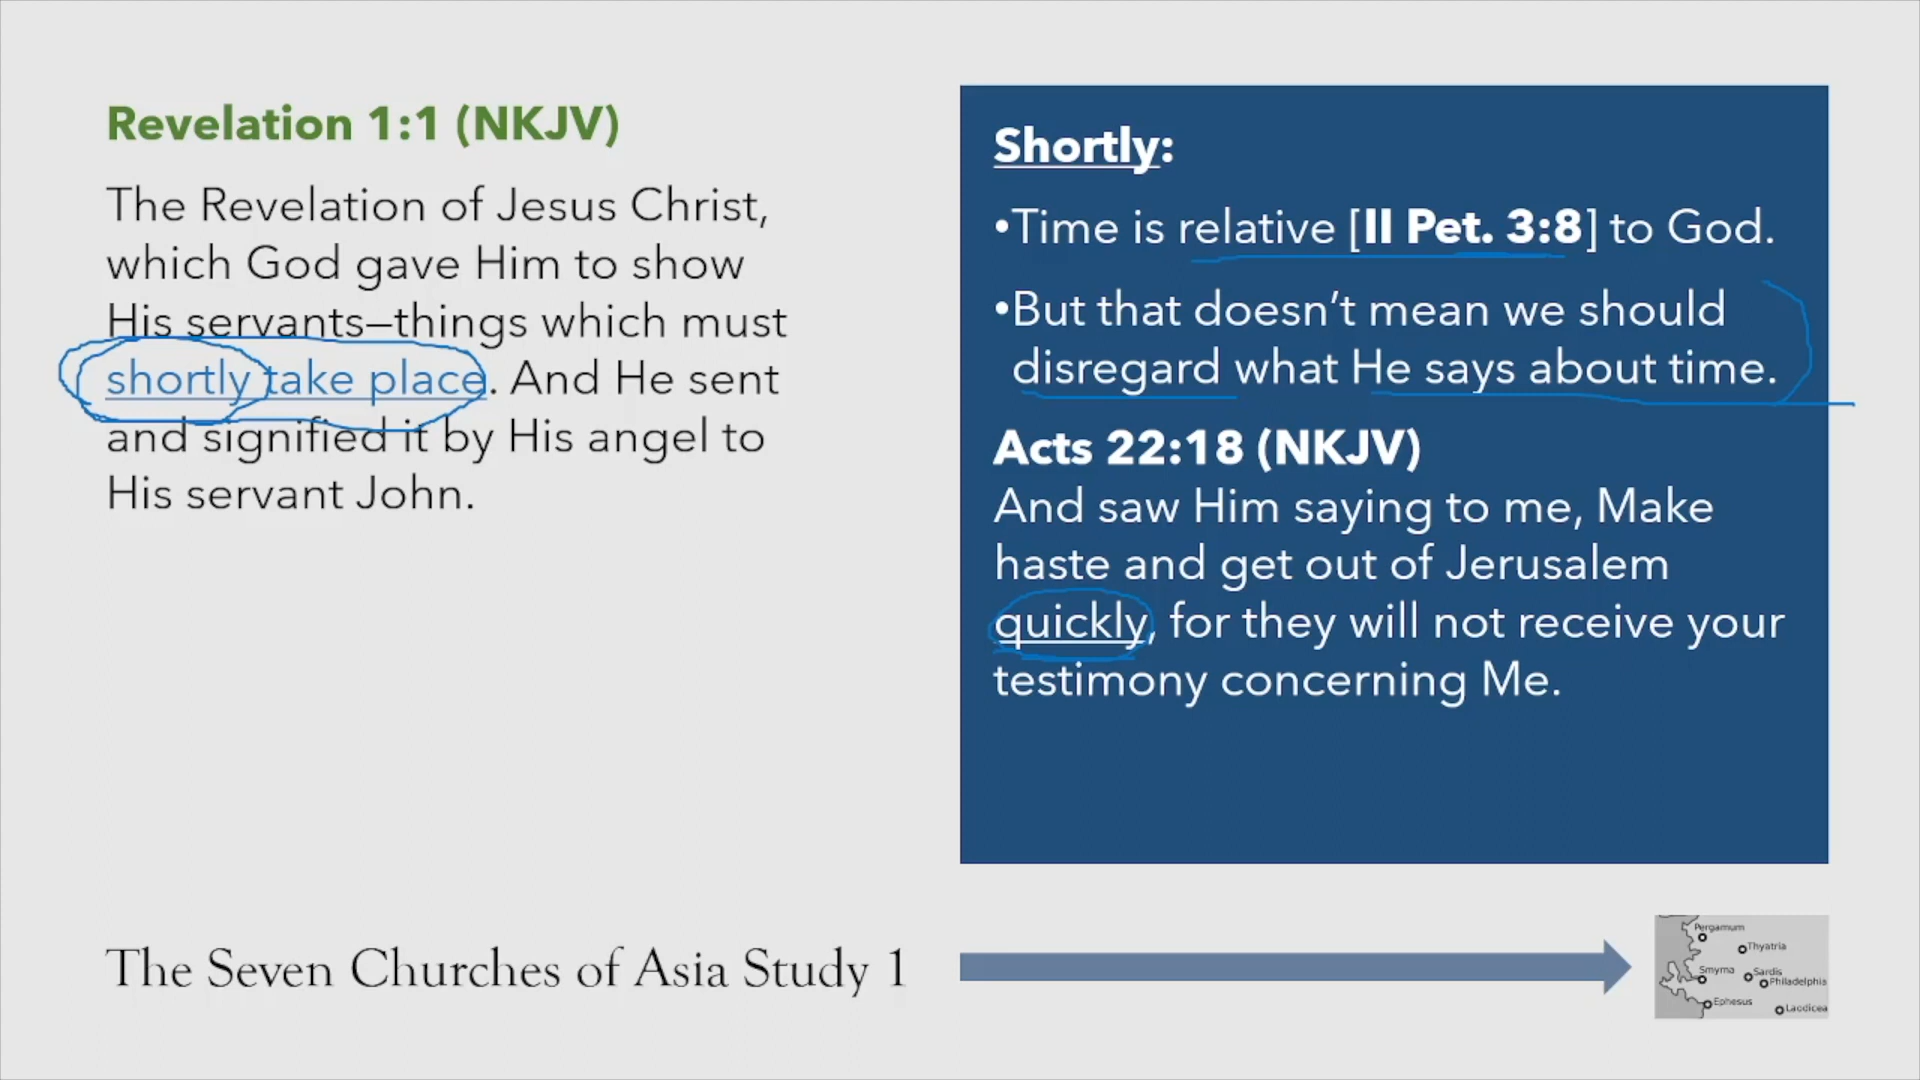 Revelation 1:1 (NKJV)
The Revelation of Jesus Christ,
which God gave Him to show
His servants—things which must
shortly take place. And He sent
and signified it by His angel to
His servant John.
Shortly:
•Time is relative [II Pet. 3:8] to God.
•But that doesn’t mean we should
disregard what He says about time.
Acts 22:18 (NKJV)
And saw Him saying to me, Make
haste and get out of Jerusalem
quickly, for they will not receive your
testimony concerning Me.
The Seven Churches of Asia Study 1
Pergamum
Thyatria
Smyrna
Sardis
Philadelphia
Ephesus
Laodicea